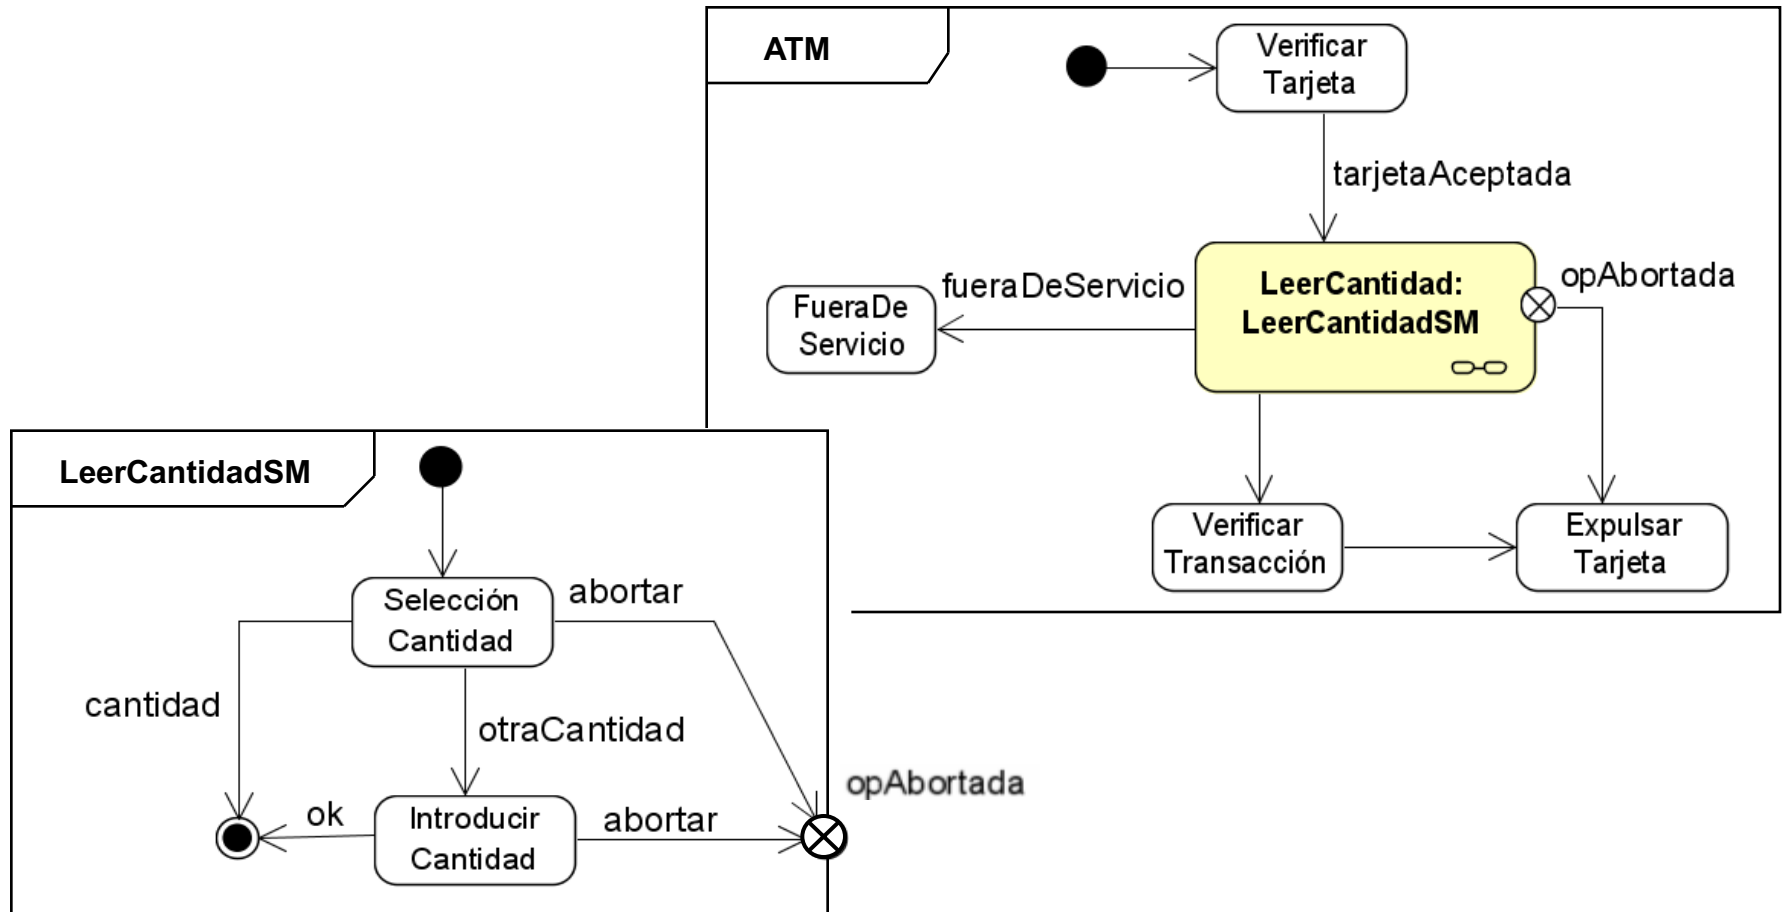 ATM
Verificar
Tarjeta
tarjetaAceptada
LeerCantidad:
LeerCantidadSM
opAbortada
fueraDeServicio
FueraDe
Servicio
Verificar
Transacción
Expulsar
Tarjeta
LeerCantidadSM
Selección
Cantidad
abortar
cantidad
otraCantidad
opAbortada
ok
Introducir
Cantidad
abortar